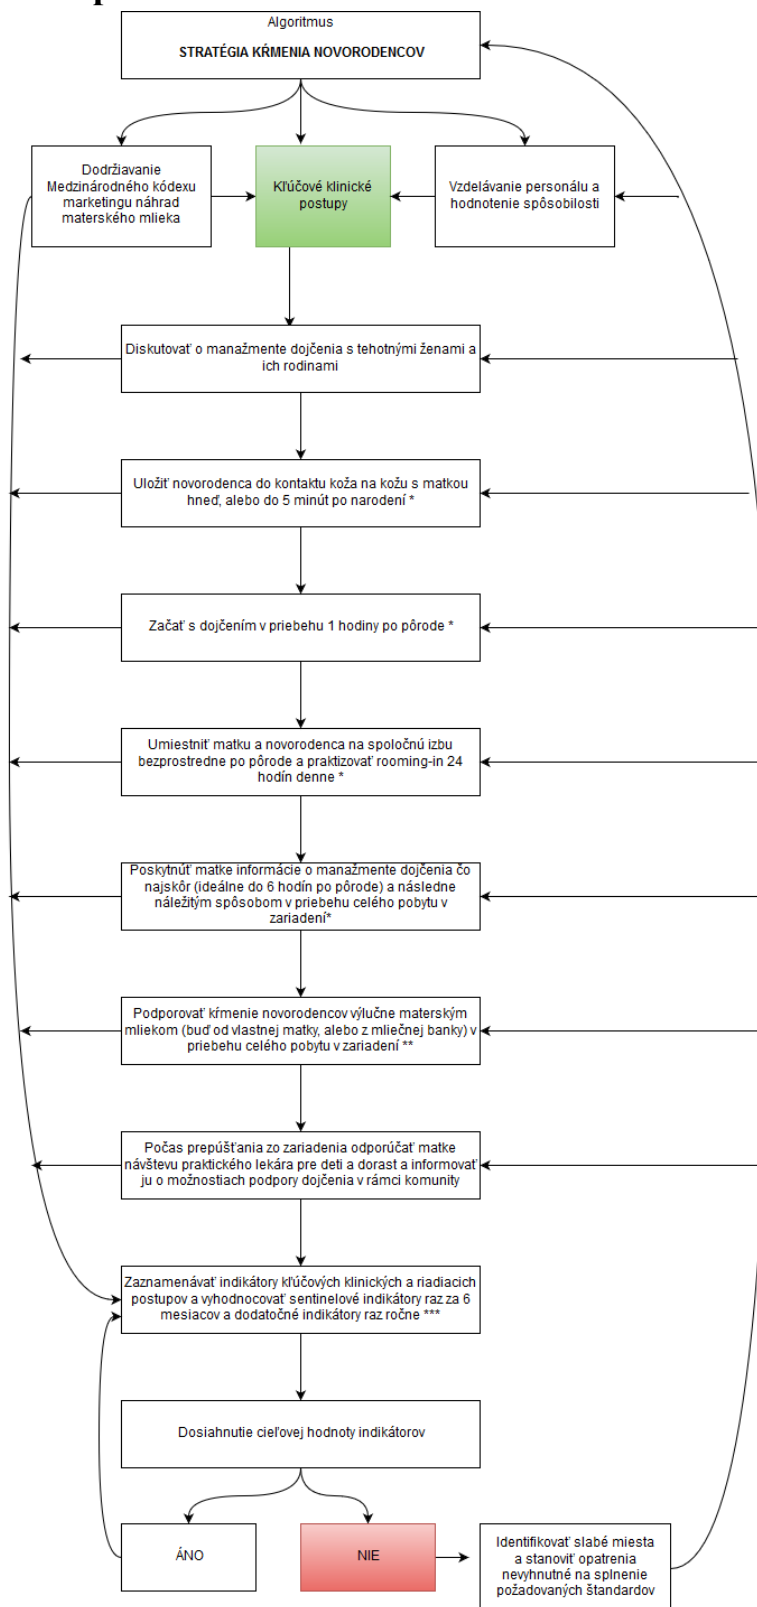 Algoritmus
STRATÉGIA KŔMENIA NOVORODENCOV
Dodržiavanie
Medzinárodného kódexu
marketingu náhrad
materského mlieka
Kľúčové klinické
postupy
Vzdelávanie personálu a
hodnotenie spôsobilosti
Diskutovať o manažmente dojčenia s tehotnými ženami a
ich rodinami
Uložiť novorodenca do kontaktu koža na kožu s matkou
hneď, alebo do 5 minút po narodení *
Začať s dojčením v priebehu 1 hodiny po pôrode *
Umiestniť matku a novorodenca na spoločnú izbu
bezprostredne po pôrode a praktizovať rooming-in 24
hodín denne *
Poskytnúť matke informácie o manažmente dojčenia čo
najskôr (ideálne do 6 hodín po pôrode) a následne
náležitým spôsobom v priebehu celého pobytu v
zariadení*
Podporovať kŕmenie novorodencov výlučne materským
mliekom (buď od vlastnej matky, alebo z mliečnej banky) v
priebehu celého pobytu v zariadení **
Počas prepúšťania zo zariadenia odporúčať matke
návštevu praktického lekára pre deti a dorast a informovať
ju o možnostiach podpory dojčenia v rámci komunity
Zaznamenávať indikátory kľúčových klinických a riadiacich
postupov a vyhodnocovať sentinelové indikátory raz za 6
mesiacov a dodatočné indikátory raz ročne ***
Dosiahnutie cieľovej hodnoty indikátorov
ÁNO
NIE
Identifikovať slabé miesta
a stanoviť opatrenia
nevyhnutné na splnenie
požadovaných štandardov